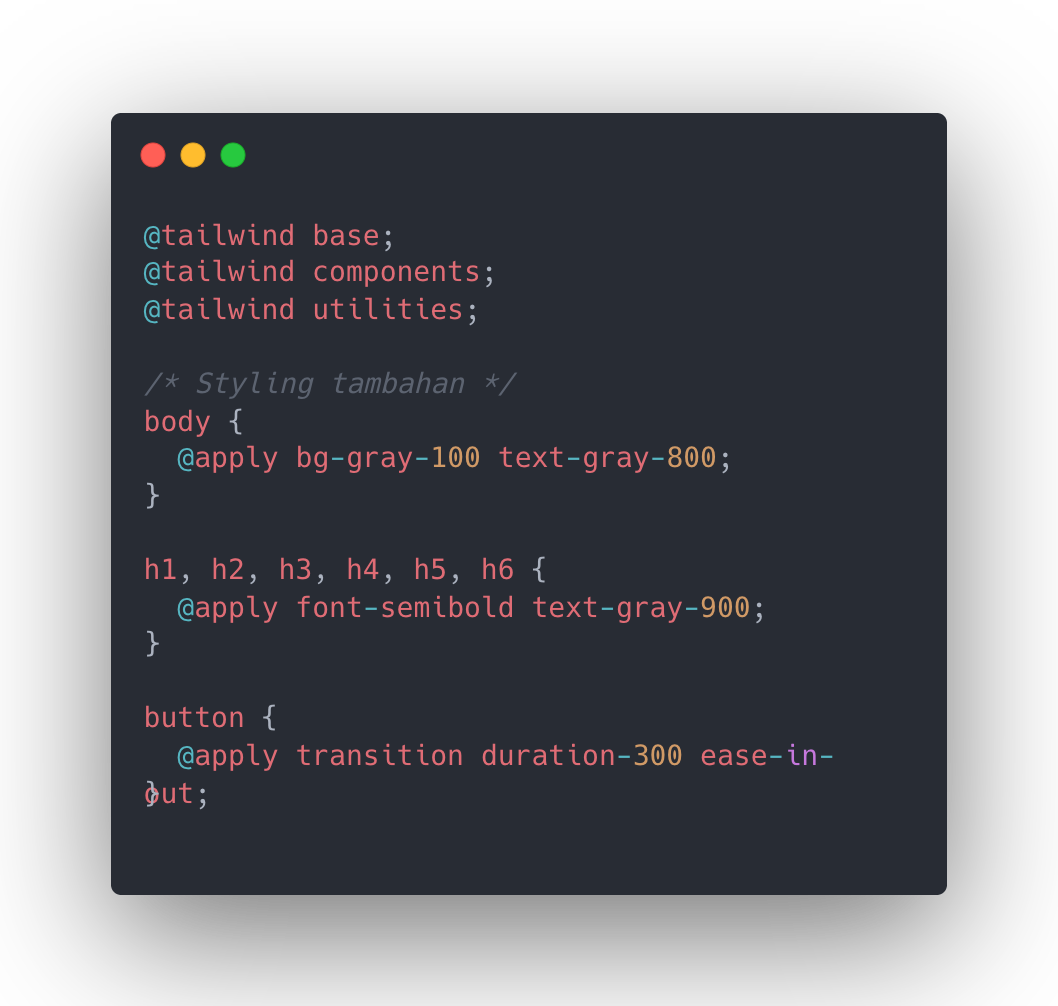 @tailwind base;
@tailwind components;
@tailwind utilities;
/* Styling tambahan */
body {
  @apply bg-gray-100 text-gray-800;
}
h1, h2, h3, h4, h5, h6 {
  @apply font-semibold text-gray-900;
}
button {
  @apply transition duration-300 ease-in-
out;
}